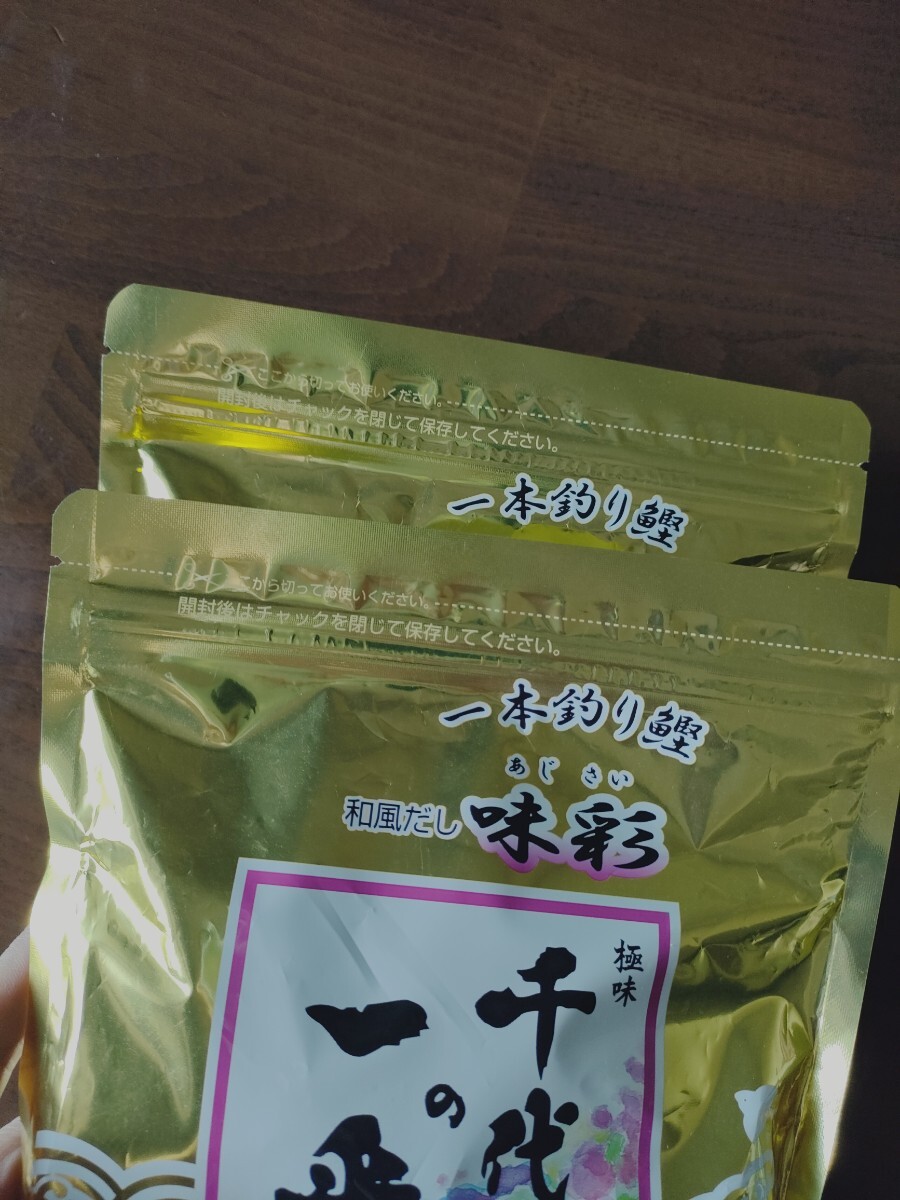 ここから切ってお使いください。
開封後はチャックを閉じて保存してください。
一本釣り鰹
こから切ってお使いください。
開封後はチャックを閉じて保存してください。
一本釣り鰹
あじさい
和風だし 味彩
極味
千代
の一番